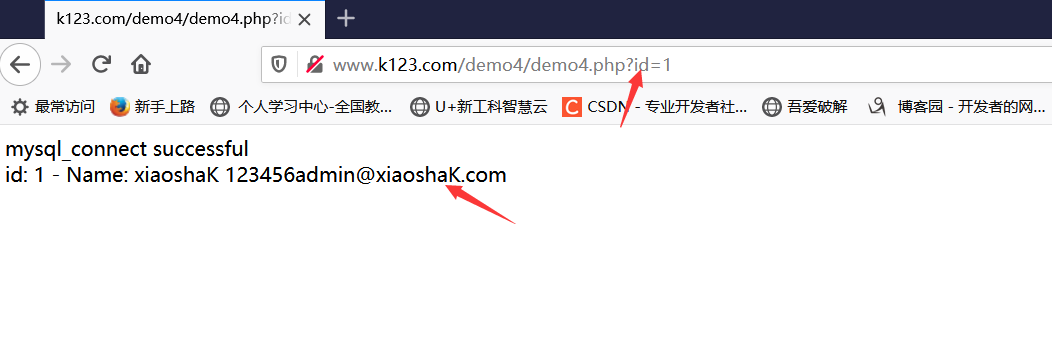 k123.com/demo4/demo4.php?id
www.k123.com/demo4/demo4.php?id=1
最常访问 新手上路 个人学习中心-全国教... U+新工科智慧云 CSDN - 专业开发者社... 吾爱破解 博客园 - 开发者的网...
mysql_connect successful
id: 1 - Name: xiaoshaK 123456admin@xiaoshaK.com